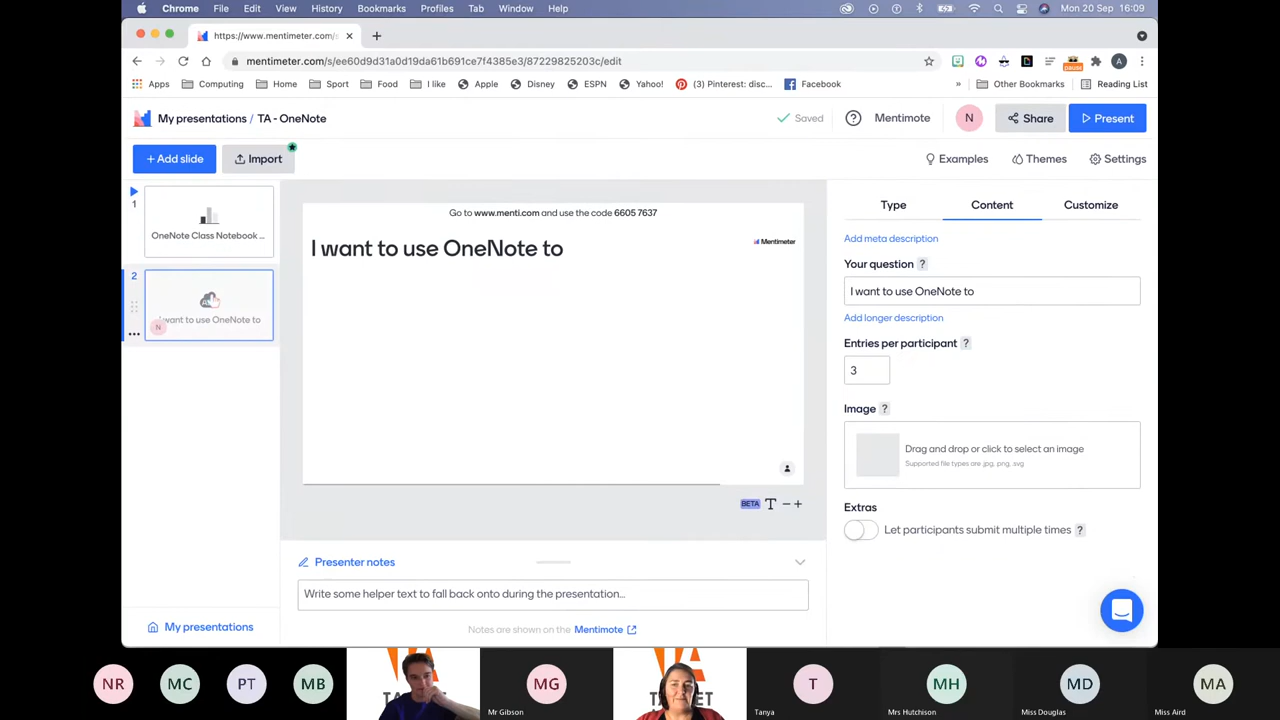 Chrome File Edit View History Bookmarks Profiles Tab Window Help Mon 20 Sep 16:09
https://www.mentimeter.com/s
mentimeter.com/s/ee60d9d31a0d19da61b691ce7f4385e3/87229825203c/edit
pause A
Apps Computing Home Sport Food I like Apple Disney ESPN Yahoo! (3) Pinterest: disc... Facebook » Other Bookmarks Reading List
My presentations / TA - OneNote Saved ? Mentimote N Share Present
+ Add slide Import Examples Themes Settings
1
OneNote Class Notebook ...
2
I want to use OneNote to
N
My presentations
Go to www.menti.com and use the code 6605 7637
I want to use OneNote to
Mentimeter
BETA T − +
Presenter notes
Write some helper text to fall back onto during the presentation...
Notes are shown on the Mentimote
Type Content Customize
Add meta description
Your question ?
I want to use OneNote to
Add longer description
Entries per participant ?
3
Image ?
Drag and drop or click to select an image
Supported file types are .jpg, .png, .svg
Extras
Let participants submit multiple times ?
NR MC PT MB MG T MH MD MA
Mr Gibson Tanya Mrs Hutchison Miss Douglas Miss Aird